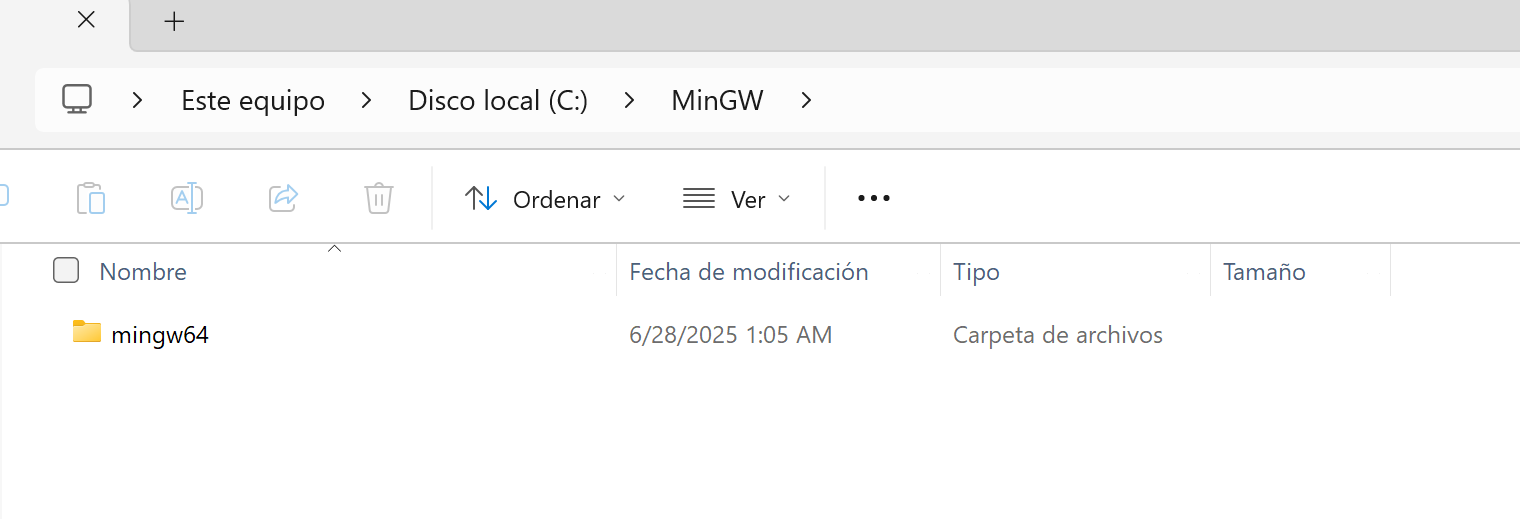 Este equipo > Disco local (C:) > MinGW >
Ordenar Ver
Nombre Fecha de modificación Tipo Tamaño
mingw64 6/28/2025 1:05 AM Carpeta de archivos